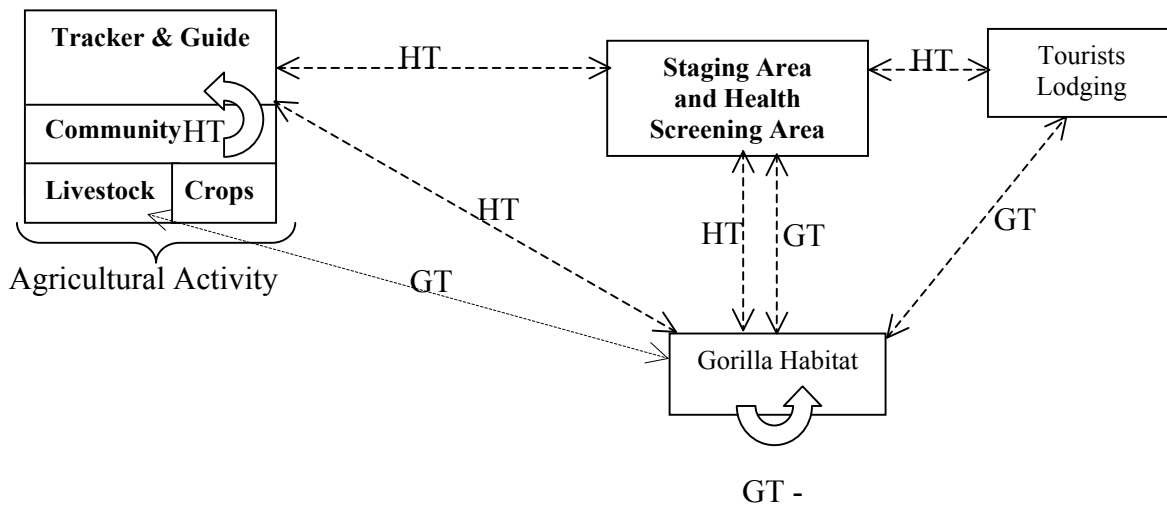 Tracker & Guide
HT
Staging Area
and Health
Screening Area
HT
Tourists
Lodging
Community
HT
Livestock
Crops
HT
HT
GT
GT
Agricultural Activity
GT
Gorilla Habitat
GT -